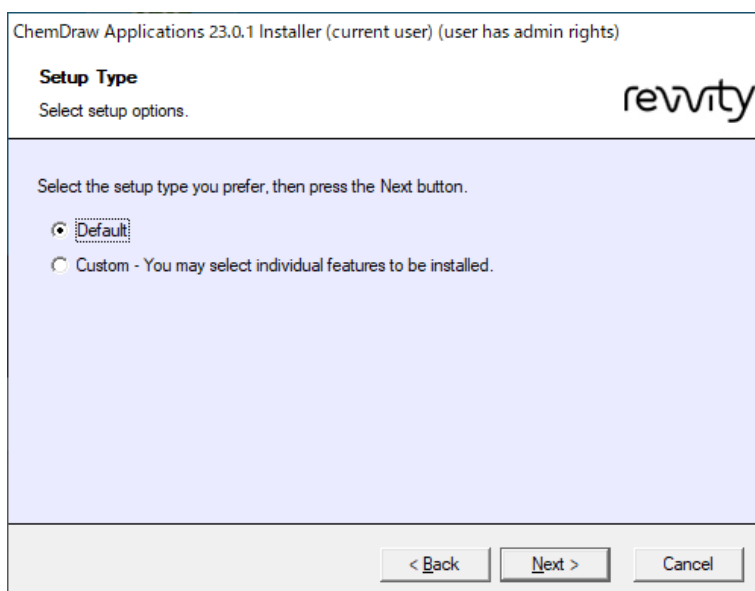 ChemDraw Applications 23.0.1 Installer (current user) (user has admin rights)
Setup Type
Select setup options.
revvity
Select the setup type you prefer, then press the Next button.
Default
Custom - You may select individual features to be installed.
< Back
Next >
Cancel